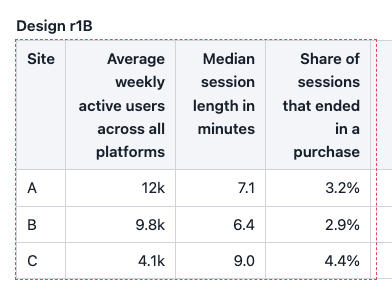 Design r1B
Site Average weekly active users across all platforms Median session length in minutes Share of sessions that ended in a purchase
A 12k 7.1 3.2%
B 9.8k 6.4 2.9%
C 4.1k 9.0 4.4%